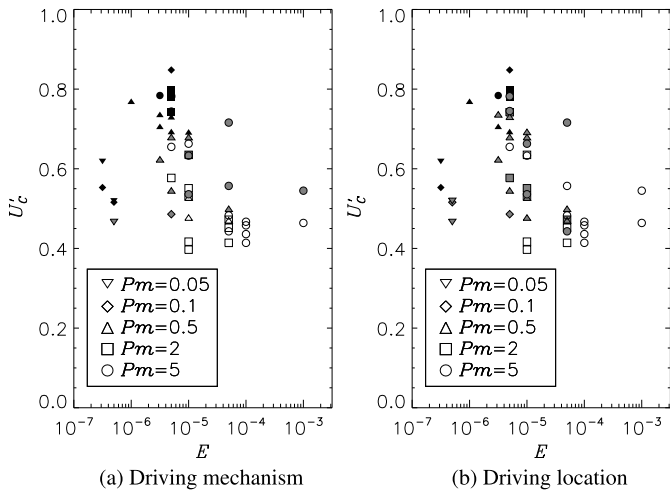 1.0
0.8
0.6
0.4
0.2
0.0
U′c
Pm=0.05
Pm=0.1
Pm=0.5
Pm=2
Pm=5
10⁻⁷ 10⁻⁶ 10⁻⁵ 10⁻⁴ 10⁻³
E
(a) Driving mechanism
1.0
0.8
0.6
0.4
0.2
0.0
U′c
Pm=0.05
Pm=0.1
Pm=0.5
Pm=2
Pm=5
10⁻⁷ 10⁻⁶ 10⁻⁵ 10⁻⁴ 10⁻³
E
(b) Driving location